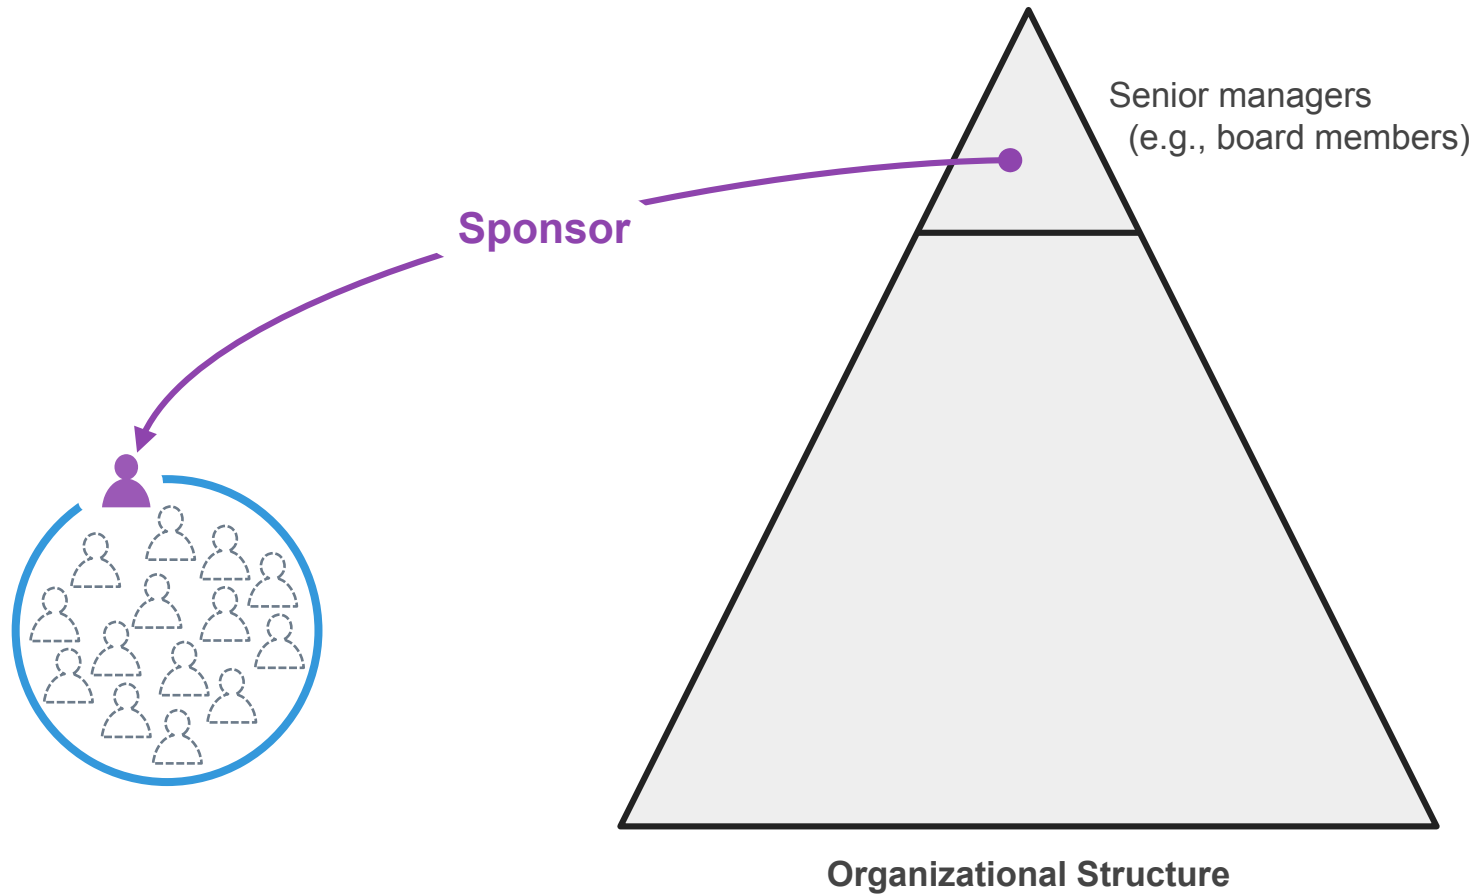 Senior managers
(e.g., board members)
Sponsor
Organizational Structure